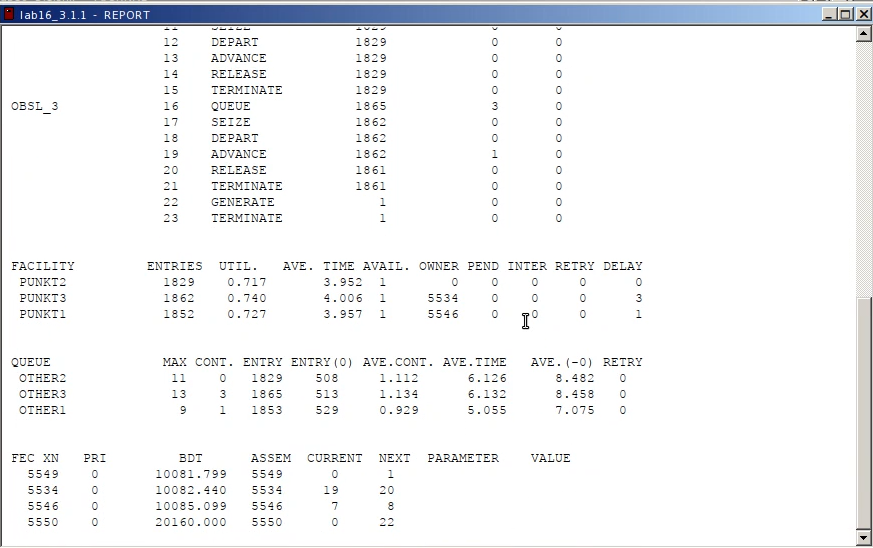 lab16_3.1.1 - REPORT
11 SEIZE 1829 0 0
12 DEPART 1829 0 0
13 ADVANCE 1829 0 0
14 RELEASE 1829 0 0
15 TERMINATE 1829 0 0
OBSL_3 16 QUEUE 1865 3 0
17 SEIZE 1862 0 0
18 DEPART 1862 0 0
19 ADVANCE 1862 1 0
20 RELEASE 1861 0 0
21 TERMINATE 1861 0 0
22 GENERATE 1 0 0
23 TERMINATE 1 0 0
FACILITY ENTRIES UTIL. AVE. TIME AVAIL. OWNER PEND INTER RETRY DELAY
PUNKT2 1829 0.717 3.952 1 0 0 0 0 0
PUNKT3 1862 0.740 4.006 1 5534 0 0 0 3
PUNKT1 1852 0.727 3.957 1 5546 0 0 0 1
QUEUE MAX CONT. ENTRY ENTRY(0) AVE.CONT. AVE.TIME AVE.(-0) RETRY
OTHER2 11 0 1829 508 1.112 6.126 8.482 0
OTHER3 13 3 1865 513 1.134 6.132 8.458 0
OTHER1 9 1 1853 529 0.929 5.055 7.075 0
FEC XN PRI BDT ASSEM CURRENT NEXT PARAMETER VALUE
5549 0 10081.799 5549 0 1
5534 0 10082.440 5534 19 20
5546 0 10085.099 5546 7 8
5550 0 20160.000 5550 0 22